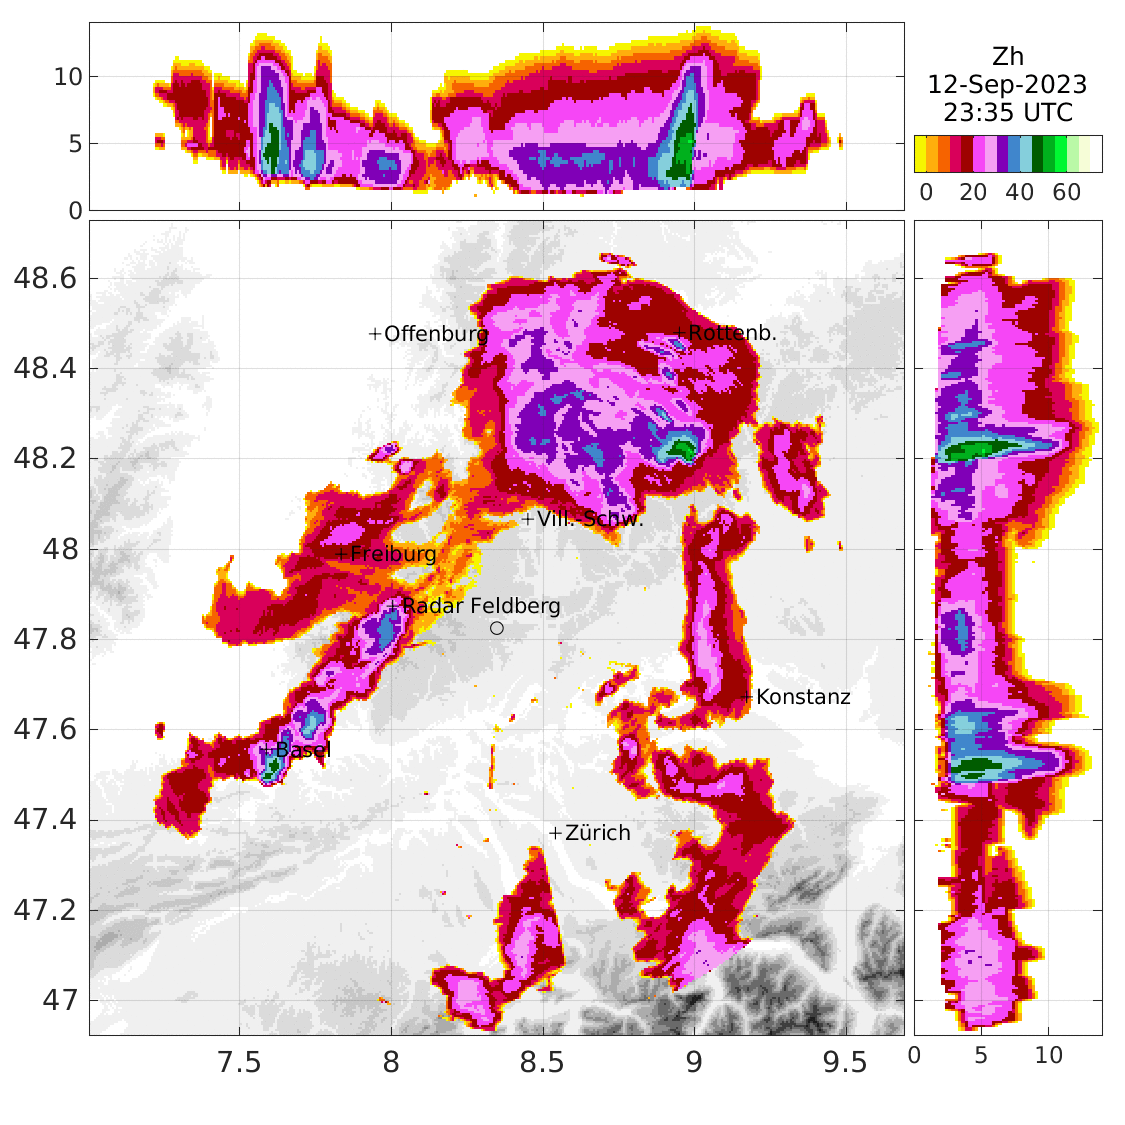 Zh
12-Sep-2023
23:35 UTC
0 20 40 60
10
5
0
48.6
48.4
48.2
48
47.8
47.6
47.4
47.2
47
+Offenburg
+Rottenb.
+Vill.-Schw.
+Freiburg
+Radar Feldberg
+Konstanz
+Basel
+Zürich
7.5 8 8.5 9 9.5
0 5 10